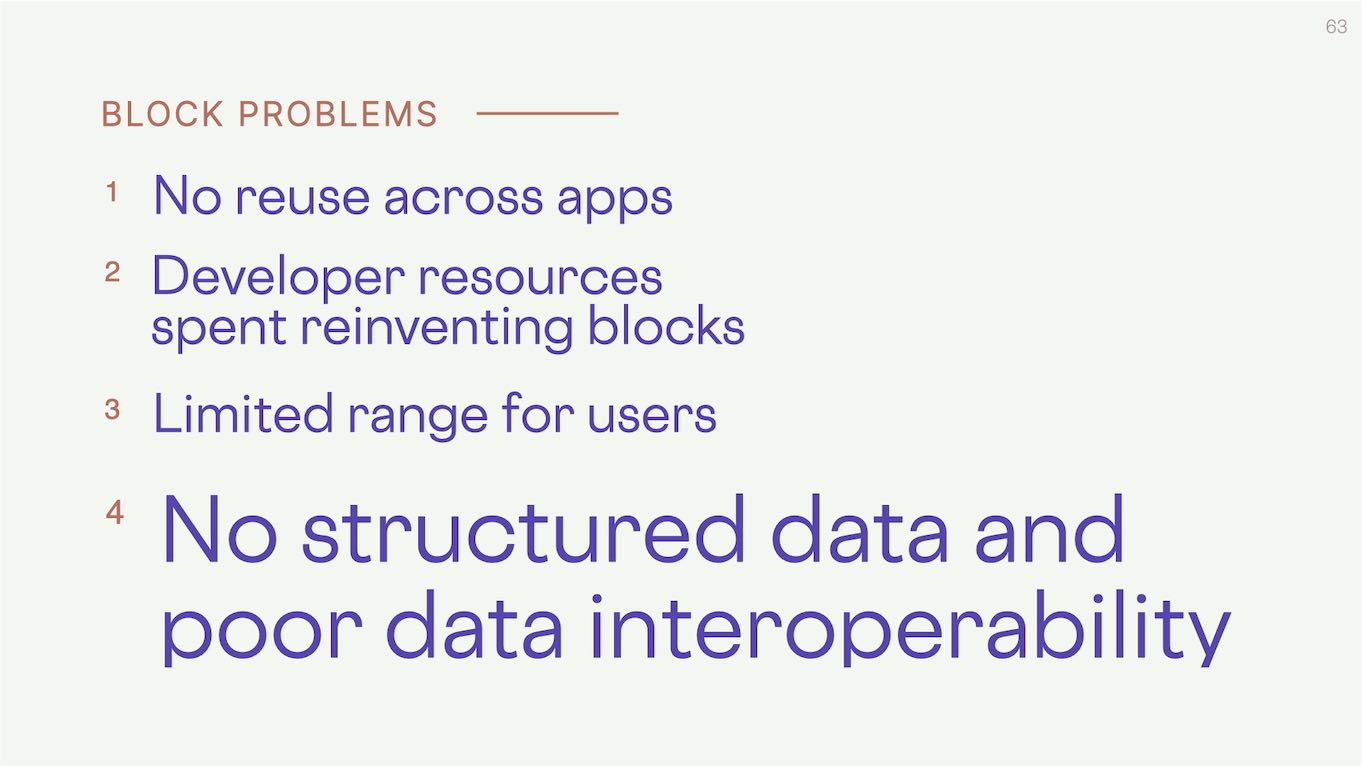 63
BLOCK PROBLEMS
1 No reuse across apps
2 Developer resources
spent reinventing blocks
3 Limited range for users
4 No structured data and
poor data interoperability